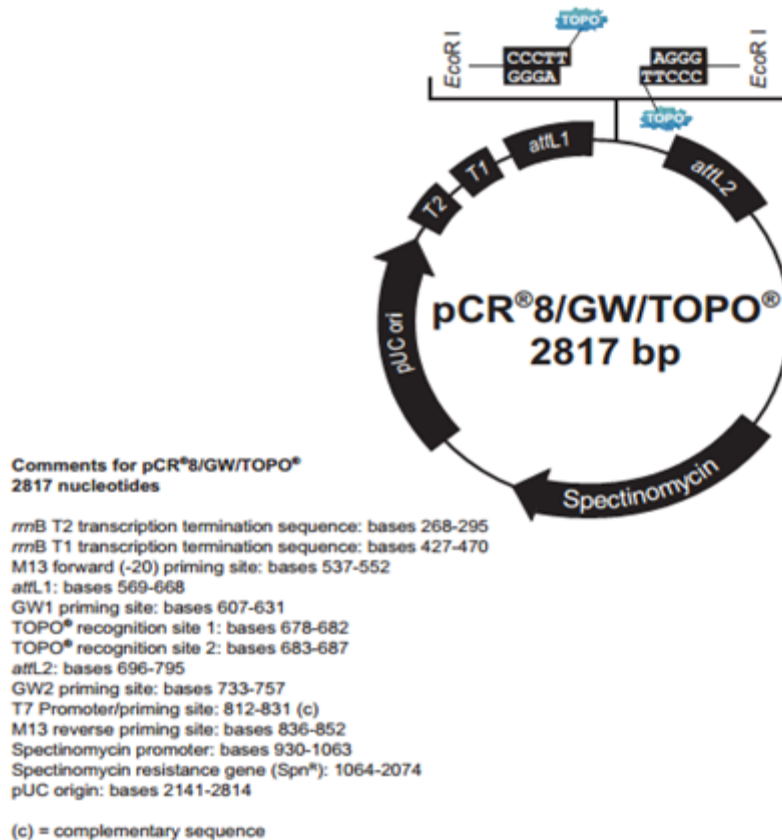 TOPO®
EcoR I
CCCTT
GGGA
AGGG
TTCCC
EcoR I
TOPO®
T2
T1
attL1
attL2
pUC ori
pCR®8/GW/TOPO®
2817 bp
Spectinomycin
Comments for pCR®8/GW/TOPO®
2817 nucleotides
rrnB T2 transcription termination sequence: bases 268-295
rrnB T1 transcription termination sequence: bases 427-470
M13 forward (-20) priming site: bases 537-552
attL1: bases 569-668
GW1 priming site: bases 607-631
TOPO® recognition site 1: bases 678-682
TOPO® recognition site 2: bases 683-687
attL2: bases 696-795
GW2 priming site: bases 733-757
T7 Promoter/priming site: 812-831 (c)
M13 reverse priming site: bases 836-852
Spectinomycin promoter: bases 930-1063
Spectinomycin resistance gene (Spnᴿ): 1064-2074
pUC origin: bases 2141-2814
(c) = complementary sequence